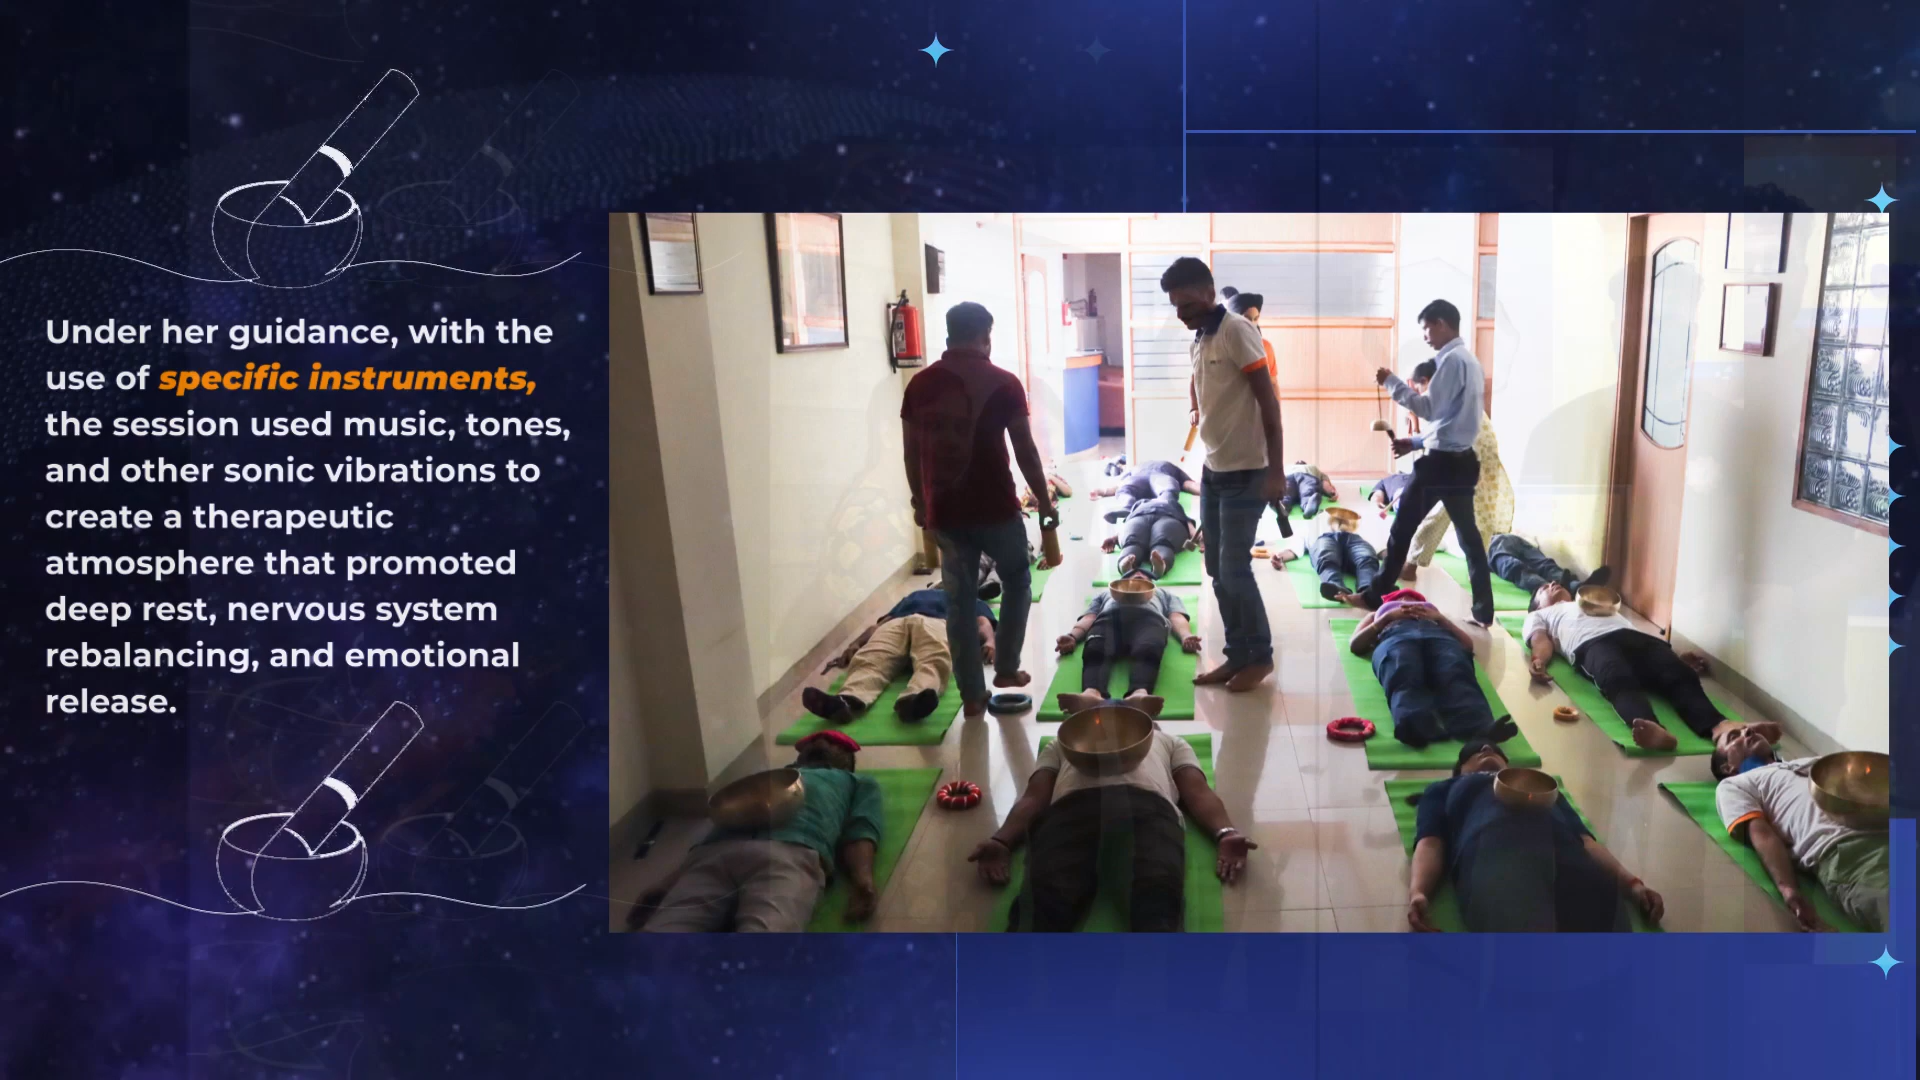 Under her guidance, with the
use of specific instruments,
the session used music, tones,
and other sonic vibrations to
create a therapeutic
atmosphere that promoted
deep rest, nervous system
rebalancing, and emotional
release.